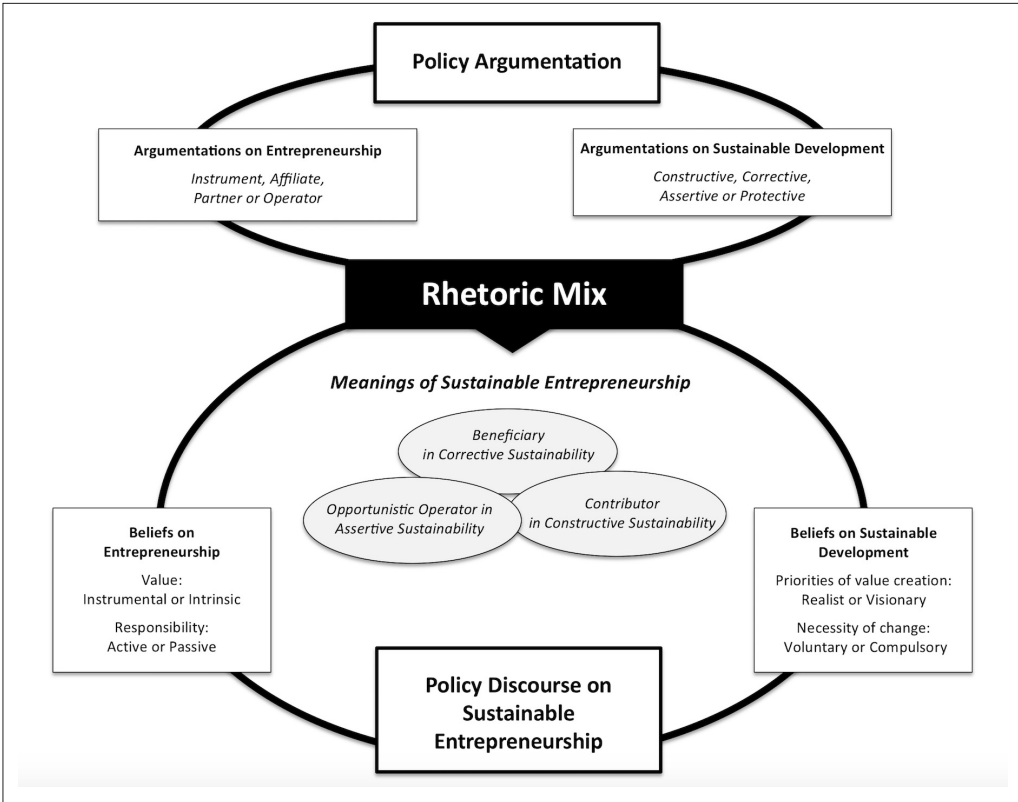 Policy Argumentation
Argumentations on Entrepreneurship
Instrument, Affiliate,
Partner or Operator
Argumentations on Sustainable Development
Constructive, Corrective,
Assertive or Protective
Rhetoric Mix
Meanings of Sustainable Entrepreneurship
Beneficiary
in Corrective Sustainability
Opportunistic Operator in
Assertive Sustainability
Contributor
in Constructive Sustainability
Beliefs on
Entrepreneurship
Value:
Instrumental or Intrinsic
Responsibility:
Active or Passive
Beliefs on Sustainable
Development
Priorities of value creation:
Realist or Visionary
Necessity of change:
Voluntary or Compulsory
Policy Discourse on
Sustainable
Entrepreneurship